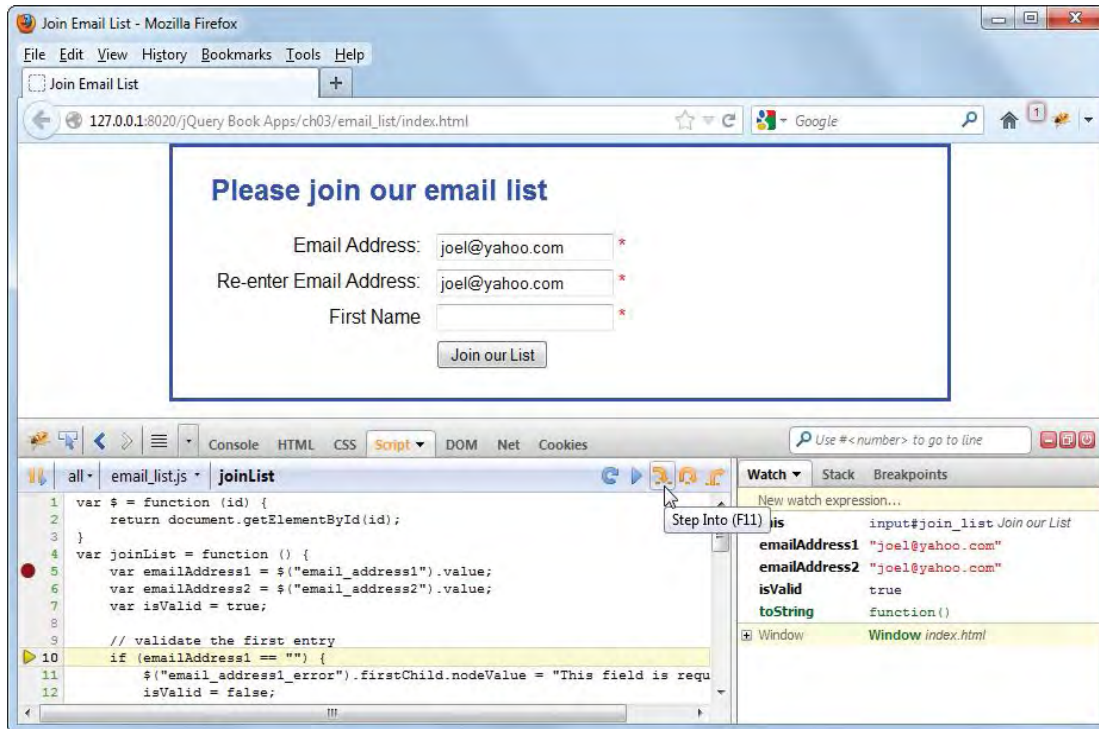 Join Email List - Mozilla Firefox
File Edit View History Bookmarks Tools Help
Join Email List +
127.0.0.1:8020/jQuery Book Apps/ch03/email_list/index.html
Google
1
Please join our email list
Email Address: joel@yahoo.com *
Re-enter Email Address: joel@yahoo.com *
First Name *
Join our List
Console HTML CSS Script DOM Net Cookies
Use #<number> to go to line
all email_list.js joinList
Watch Stack Breakpoints
1 var $ = function (id) {
2 return document.getElementById(id);
3 }
4 var joinList = function () {
5 var emailAddress1 = $("email_address1").value;
6 var emailAddress2 = $("email_address2").value;
7 var isValid = true;
8
9 // validate the first entry
10 if (emailAddress1 == "") {
11 $("email_address1_error").firstChild.nodeValue = "This field is requ
12 isValid = false;
Step Into (F11)
New watch expression...
input#join_list Join our List
emailAddress1 "joel@yahoo.com"
emailAddress2 "joel@yahoo.com"
isValid true
toString function()
Window Window index.html